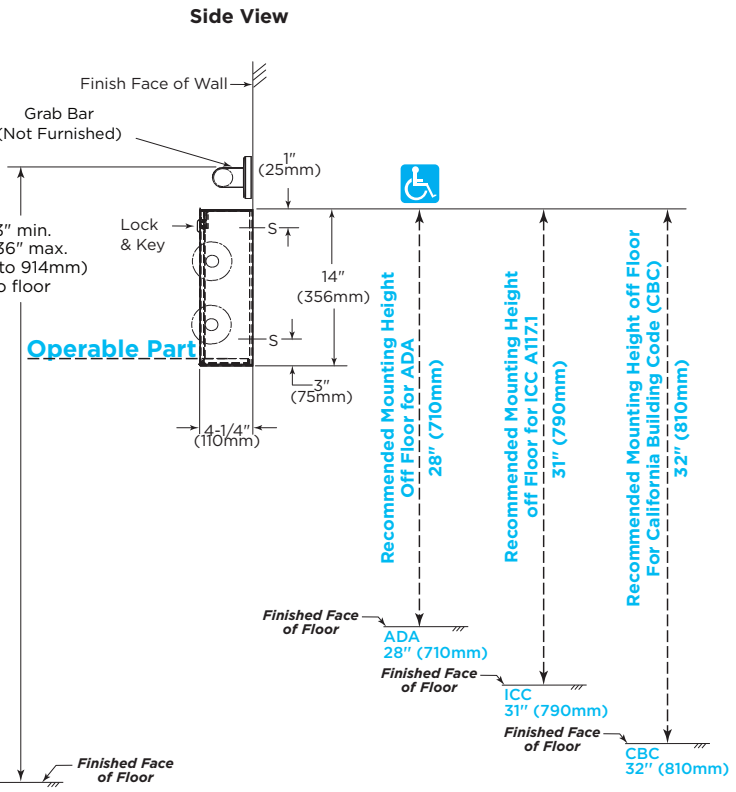 Side View
Finish Face of Wall
Grab Bar
(Not Furnished)
1"
(25mm)
3" min.
36" max.
to 914mm)
o floor
Lock
& Key
S
14"
(356mm)
S
Operable Part
3"
(75mm)
4-1/4"
(110mm)
Recommended Mounting Height
Off Floor for ADA
28" (710mm)
Recommended Mounting Height
off Floor for ICC A117.1
31" (790mm)
Recommended Mounting Height off Floor
For California Building Code (CBC)
32" (810mm)
Finished Face
of Floor
ADA
28" (710mm)
Finished Face
of Floor
ICC
31" (790mm)
Finished Face
of Floor
CBC
32" (810mm)
Finished Face
of Floor